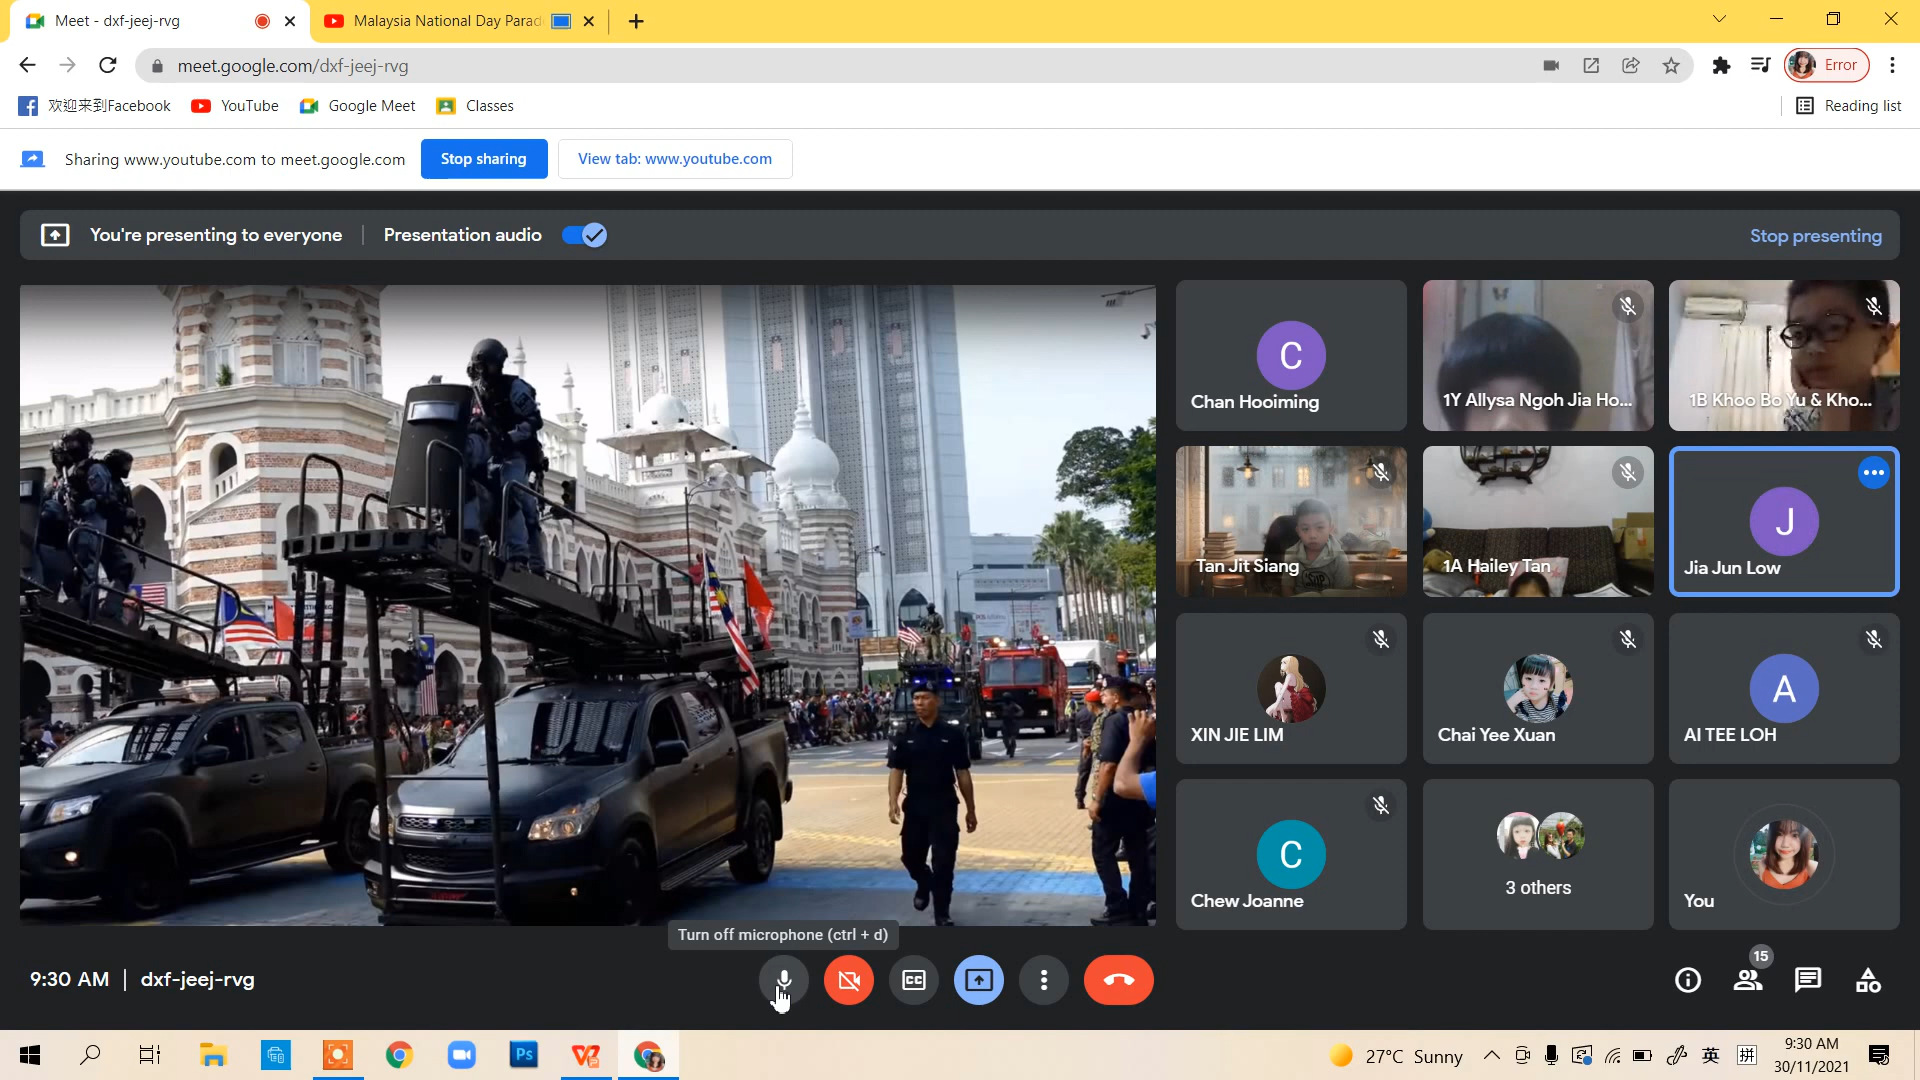 Meet - dxf-jeej-rvg
Malaysia National Day Parad
meet.google.com/dxf-jeej-rvg
Error
欢迎来到Facebook
YouTube
Google Meet
Classes
Reading list
Sharing www.youtube.com to meet.google.com
Stop sharing
View tab: www.youtube.com
You're presenting to everyone
Presentation audio
Stop presenting
C
Chan Hooiming
1Y Allysa Ngoh Jia Ho...
1B Khoo Bo Yu & Kho...
Tan Jit Siang
1A Hailey Tan
J
Jia Jun Low
XIN JIE LIM
Chai Yee Xuan
A
AI TEE LOH
C
Chew Joanne
3 others
You
Turn off microphone (ctrl + d)
9:30 AM | dxf-jeej-rvg
CC
15
Ps
27°C Sunny
英
拼
9:30 AM
30/11/2021